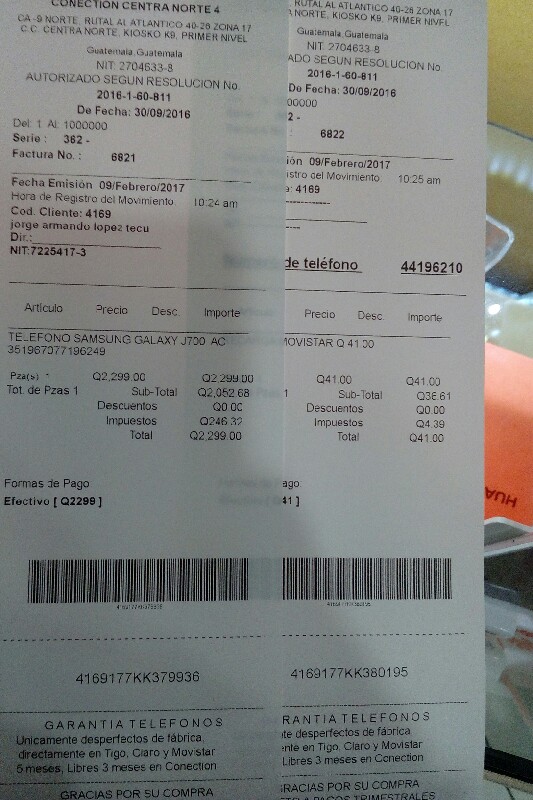 CONECTION CENTRA NORTE 4
CA-9 NORTE, RUTAL AL ATLANTICO 40-26 ZONA 17
C.C. CENTRA NORTE, KIOSKO K9, PRIMER NIVEL
Guatemala,Guatemala
NIT: 2704633-8
AUTORIZADO SEGUN RESOLUCION No.
2016-1-60-811
De Fecha: 30/09/2016
Del: 1 AL 1000000
Serie : 362 -
Factura No. : 6821
Fecha Emisión 09/Febrero/2017
Hora de Registro del Movimiento 10:24 am
Cod. Cliente: 4169
jorge armando lopez tecu
Dir.:
NIT:7225417-3
Articulo Precio Desc. Importe
TELEFONO SAMSUNG GALAXY J700 AC
351967077196249
Pza(s) Q2,299.00 Q2,299.00
Tot. de Pzas 1 Sub-Total Q2,052.68
Descuentos Q0.00
Impuestos Q246.32
Total Q2,299.00
Formas de Pago
Efectivo [ Q2299 ]
4169177KK379936
GARANTIA TELEFONOS
Unicamente desperfectos de fábrica,
directamente en Tigo, Claro y Movistar
5 meses, Libres 3 meses en Conection
GRACIAS POR SU COMPRA
RUTAL AL ATLANTICO 40-26 ZONA 17
NORTE, KIOSKO K9, PRIMER NIVEL
Guatemala,Guatemala
NIT: 2704633-8
ADO SEGUN RESOLUCION No.
2016-1-60-811
De Fecha: 30/09/2016
00000
2 -
6822
ión 09/Febrero/2017
istro del Movimiento 10:25 am
: 4169
de teléfono 44196210
Precio Desc. Importe
MOVISTAR Q 41.00
Q41.00 Q41.00
1 Sub-Total Q36.61
Descuentos Q0.00
Impuestos Q4.39
Total Q41.00
ago
41 ]
4169177KK380195
RANTIA TELEFONOS
te desperfectos de fábrica
nte en Tigo, Claro y Movistar
Libres 3 meses en Conection
GRACIAS POR SU COMPRA
HUA